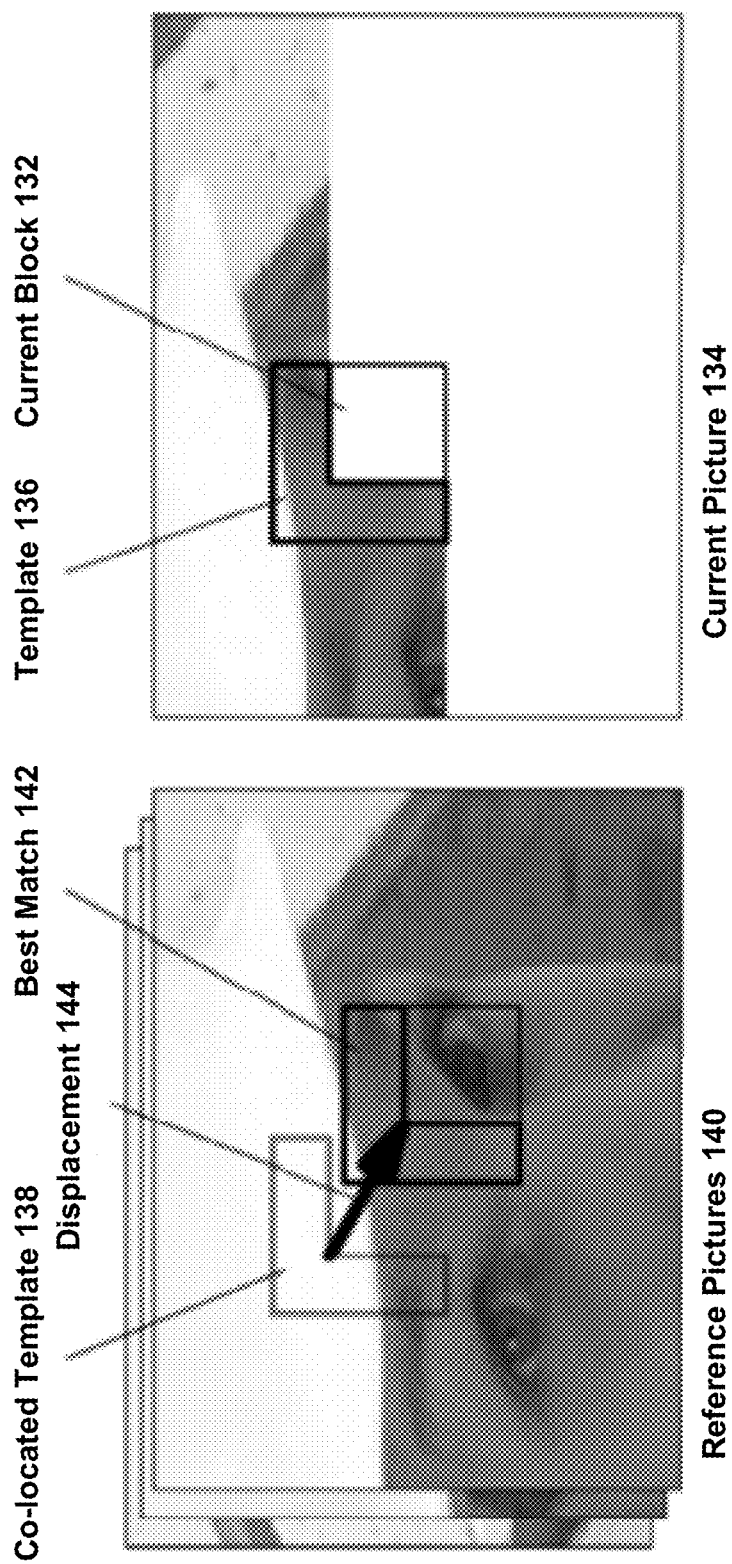 Co-located Template 138
Displacement 144
Best Match 142
Template 136
Current Block 132
Reference Pictures 140
Current Picture 134